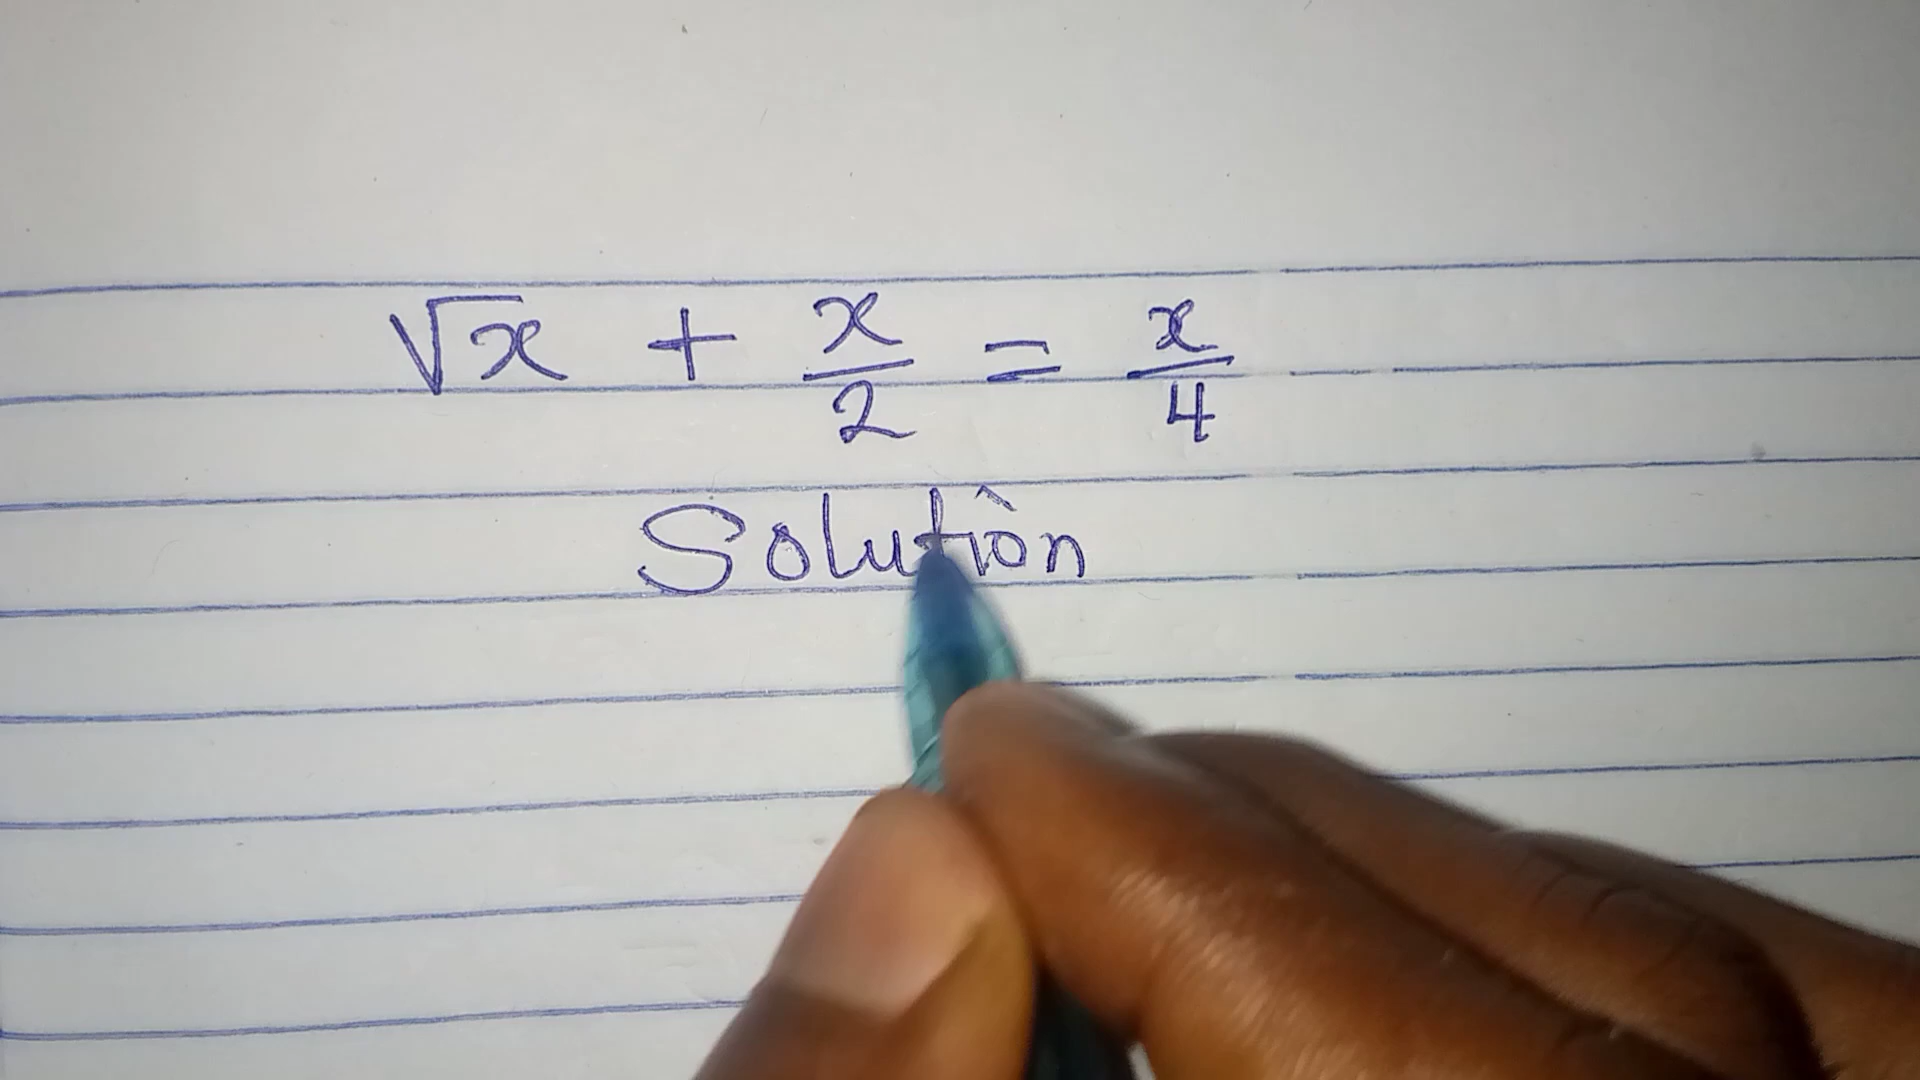 √x + x/2 = x/4
Solution